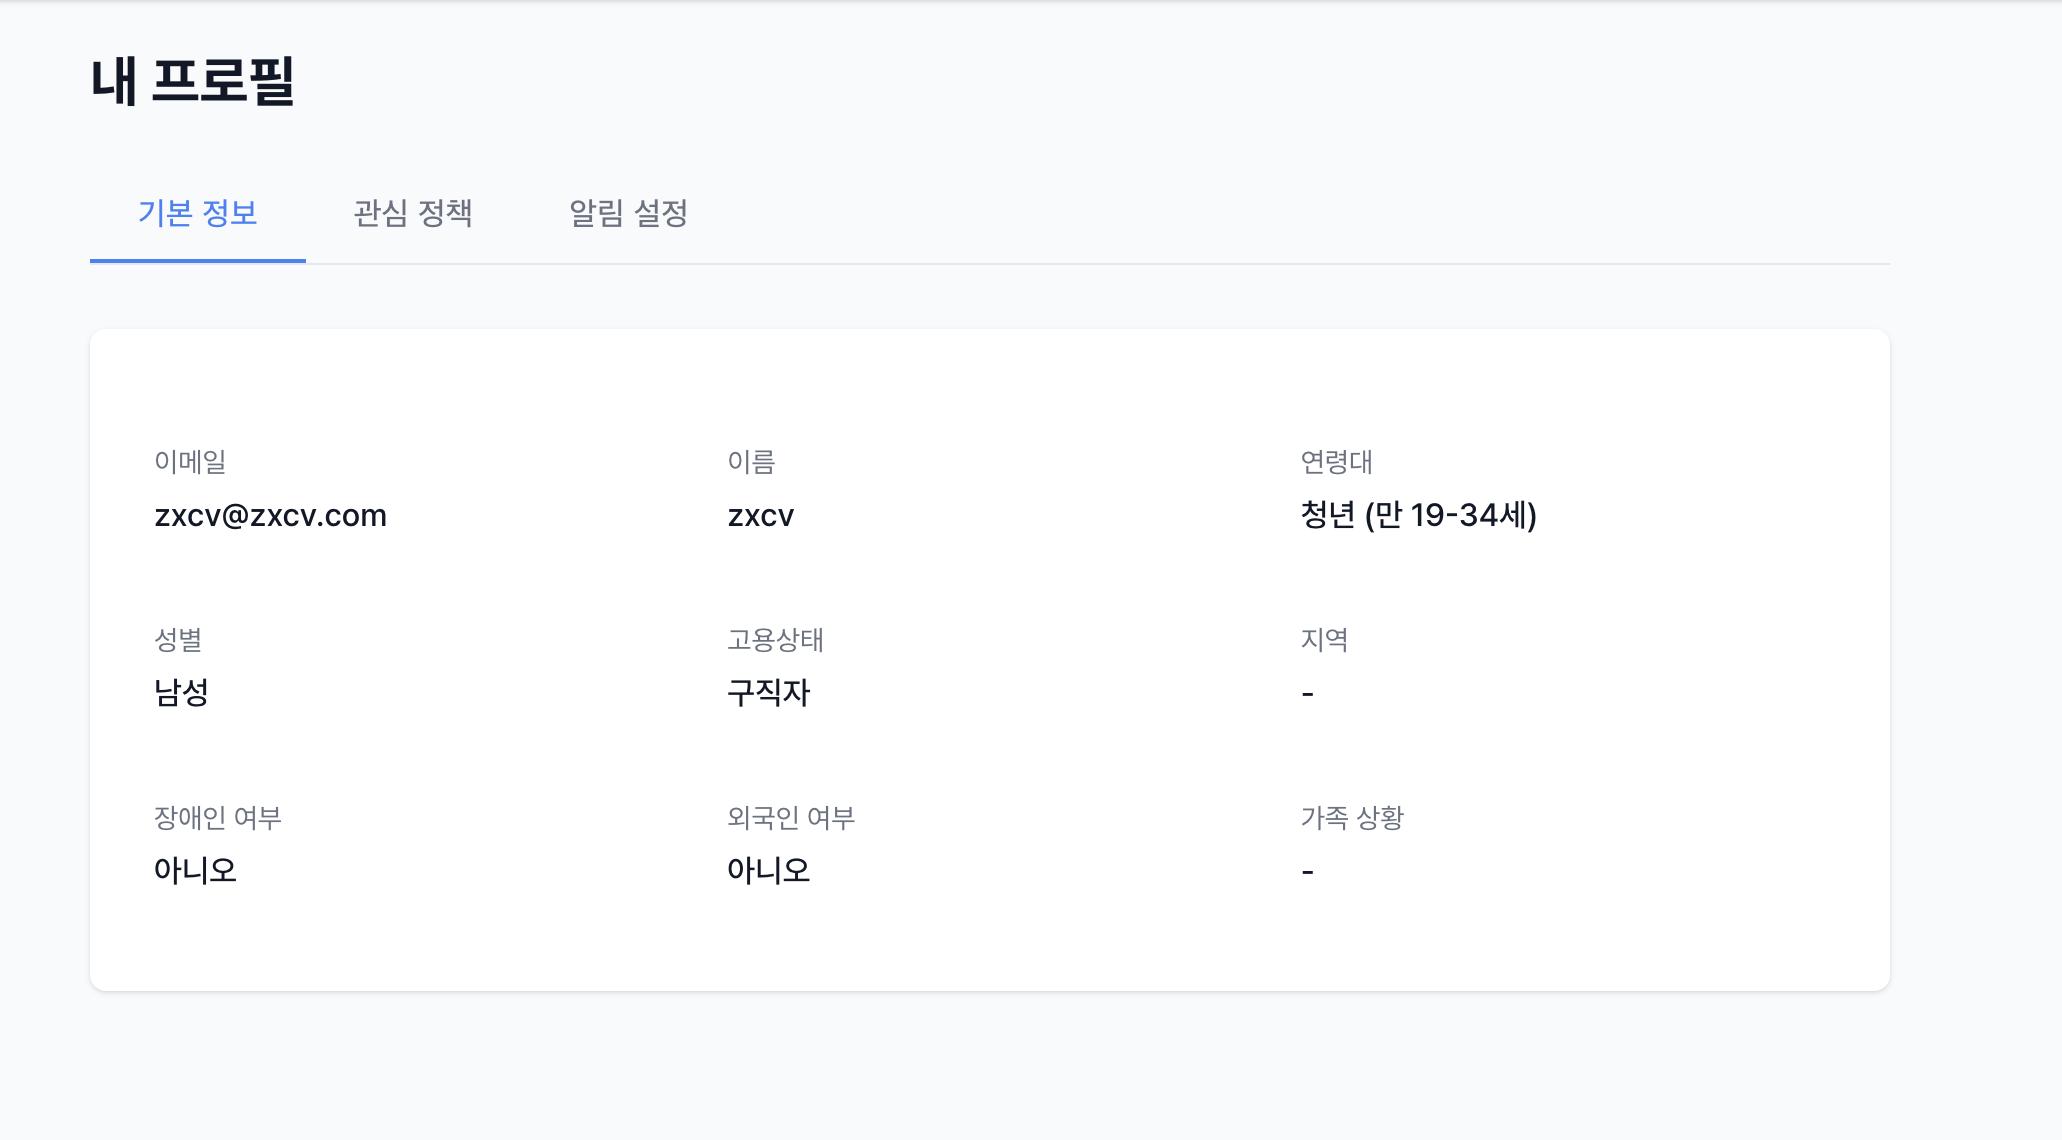 내 프로필
기본 정보 관심 정책 알림 설정
이메일 이름 연령대
zxcv@zxcv.com zxcv 청년 (만 19-34세)
성별 고용상태 지역
남성 구직자 -
장애인 여부 외국인 여부 가족 상황
아니오 아니오 -